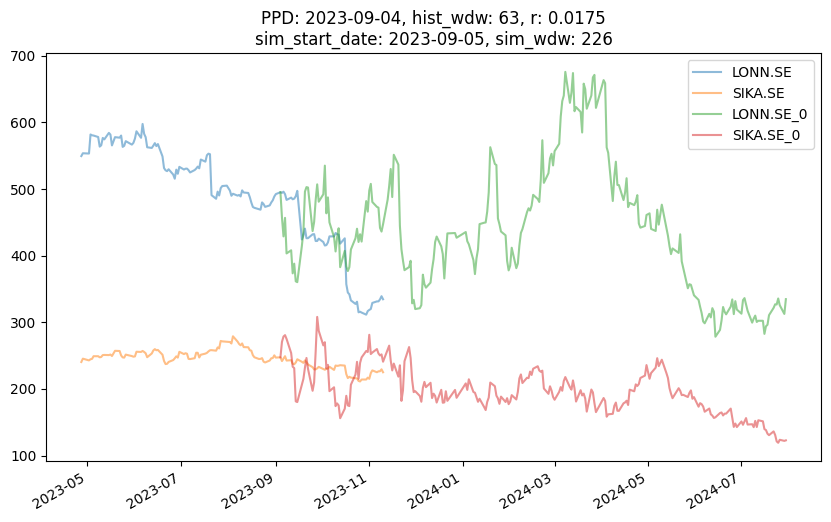 PPD: 2023-09-04, hist_wdw: 63, r: 0.0175
sim_start_date: 2023-09-05, sim_wdw: 226
LONN.SE
SIKA.SE
LONN.SE_0
SIKA.SE_0
700
600
500
400
300
200
100
2023-05
2023-07
2023-09
2023-11
2024-01
2024-03
2024-05
2024-07